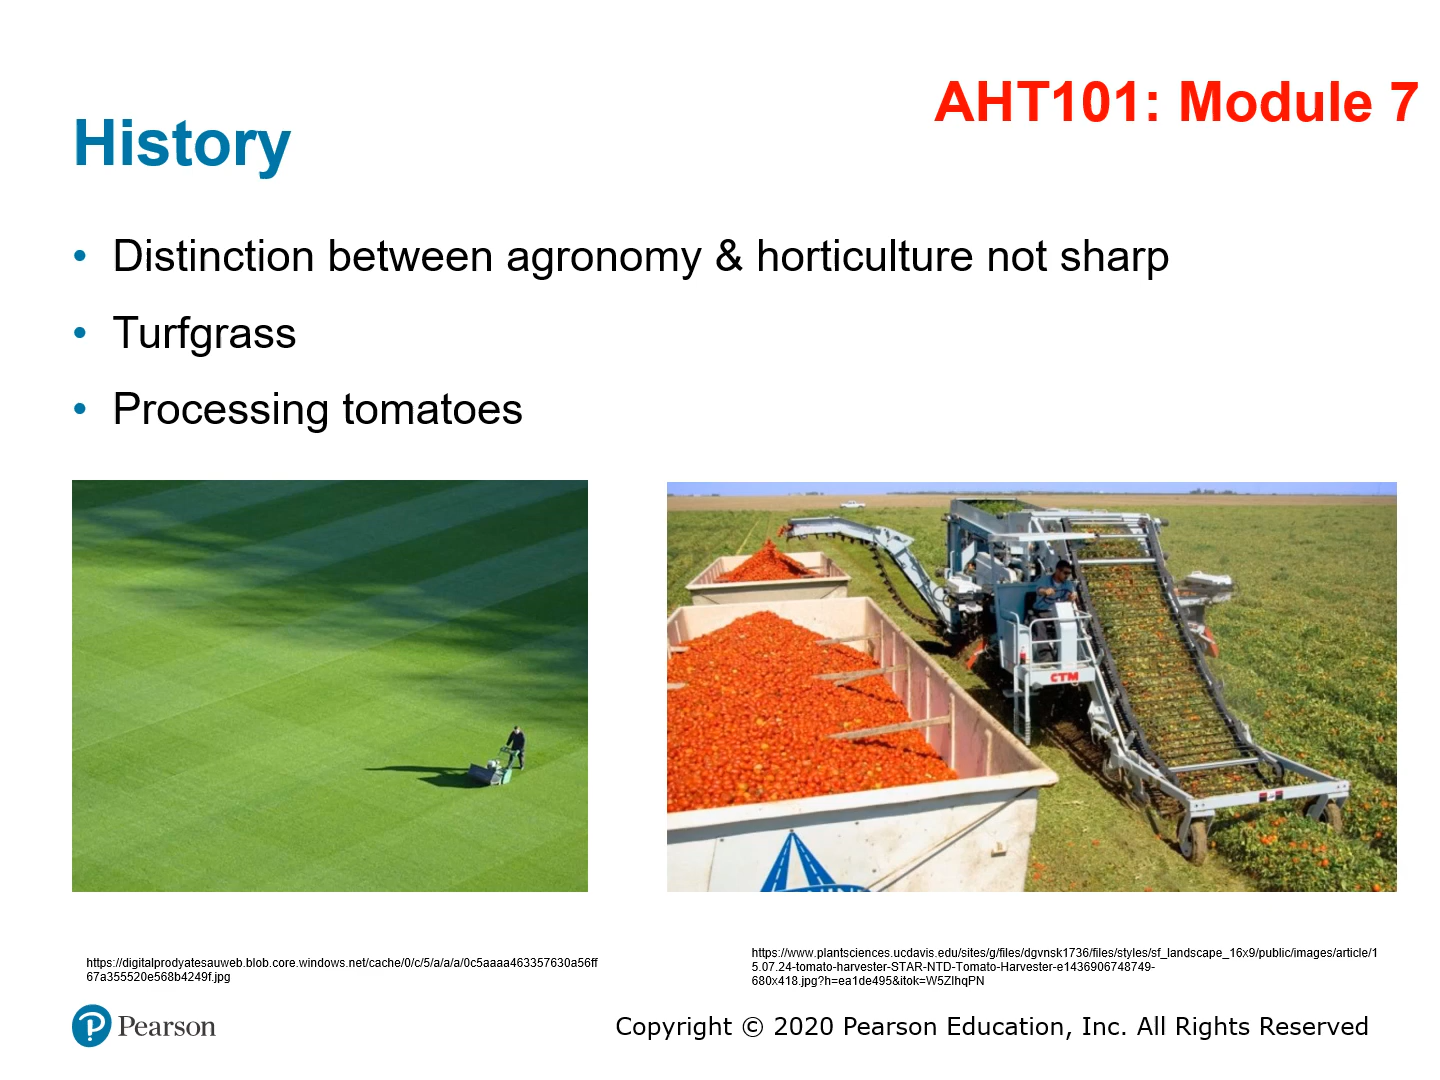 AHT101: Module 7
History
• Distinction between agronomy & horticulture not sharp
• Turfgrass
• Processing tomatoes
CTM
https://digitalprodyatesauweb.blob.core.windows.net/cache/0/c/5/a/a/a/0c5aaaa463357630a56ff
67a355520e568b4249f.jpg
https://www.plantsciences.ucdavis.edu/sites/g/files/dgvnsk1736/files/styles/sf_landscape_16x9/public/images/article/1
5.07.24-tomato-harvester-STAR-NTD-Tomato-Harvester-e1436906748749-
680x418.jpg?h=ea1de495&itok=W5ZIhqPN
Pearson
Copyright © 2020 Pearson Education, Inc. All Rights Reserved